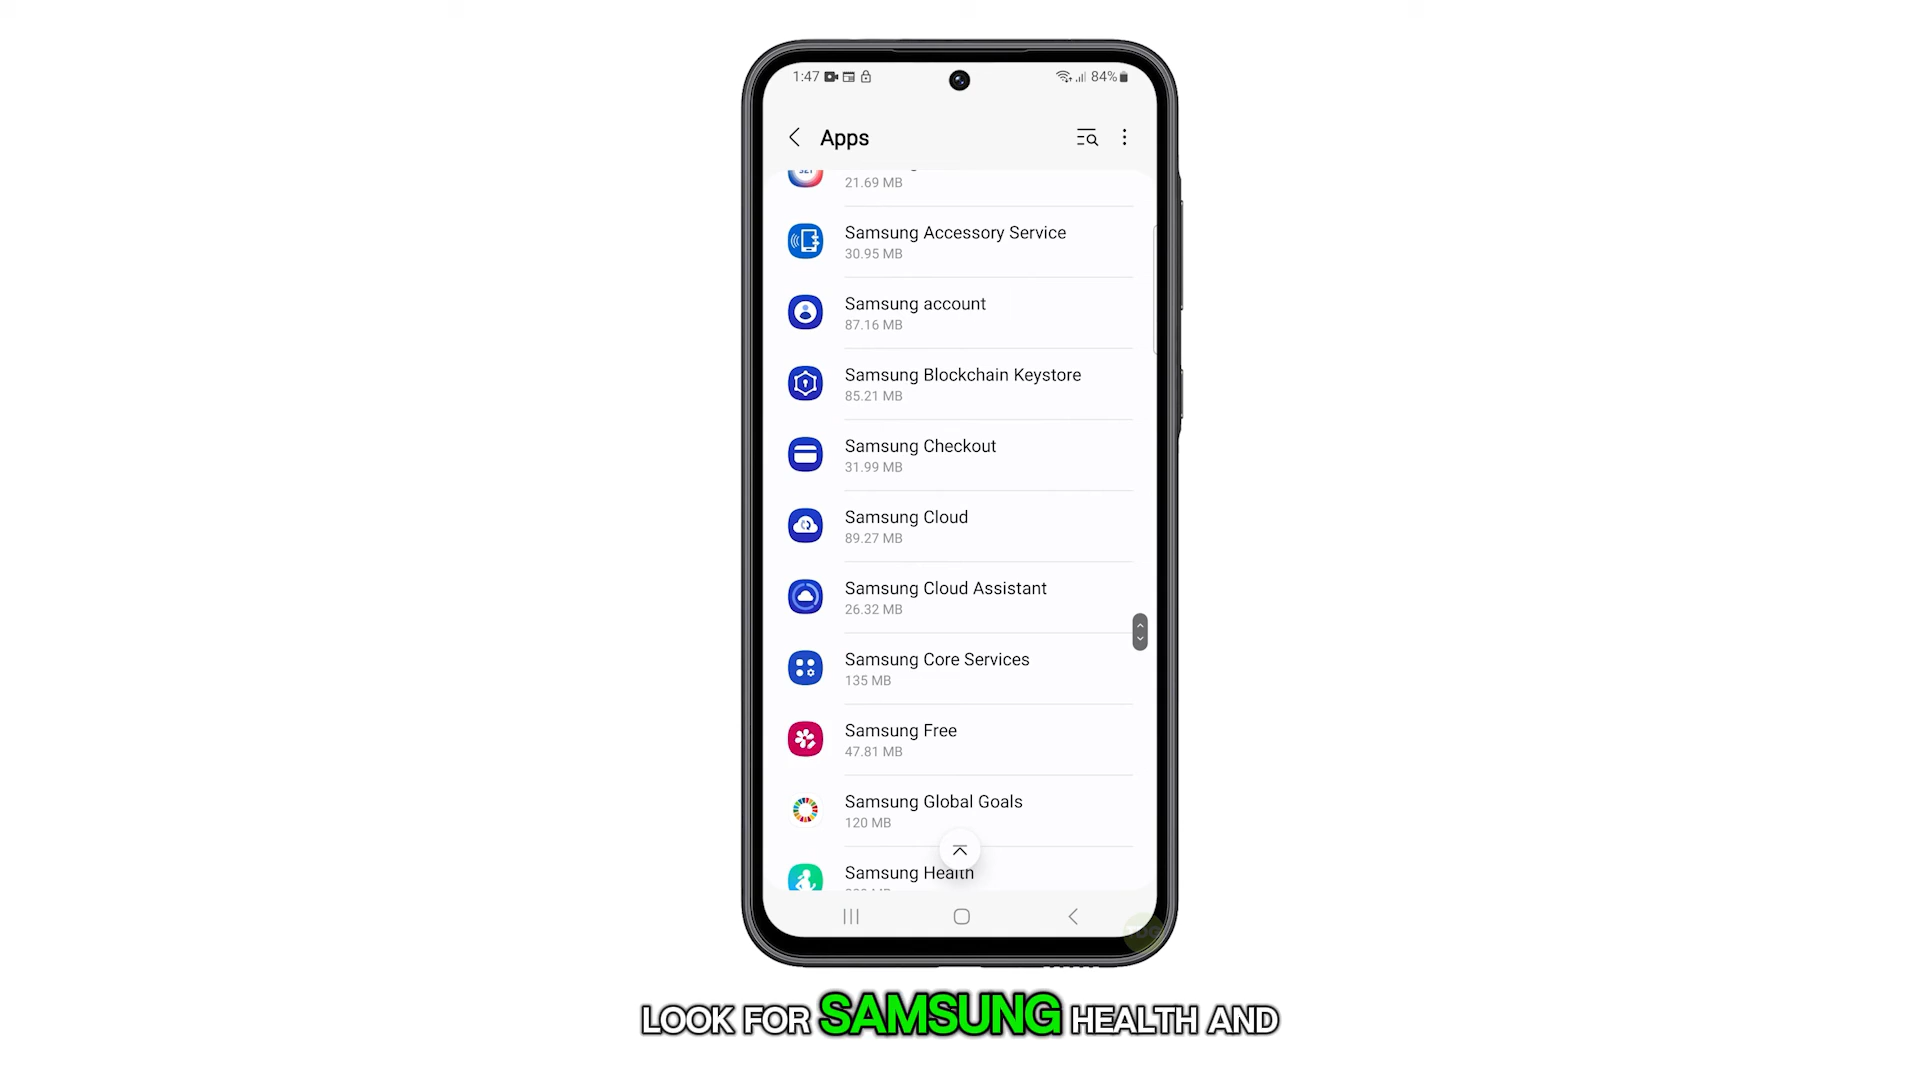 1:47 84%
Apps
21.69 MB
Samsung Accessory Service
30.95 MB
Samsung account
87.16 MB
Samsung Blockchain Keystore
85.21 MB
Samsung Checkout
31.99 MB
Samsung Cloud
89.27 MB
Samsung Cloud Assistant
26.32 MB
Samsung Core Services
135 MB
Samsung Free
47.81 MB
Samsung Global Goals
120 MB
Samsung Health
LOOK FOR SAMSUNG HEALTH AND